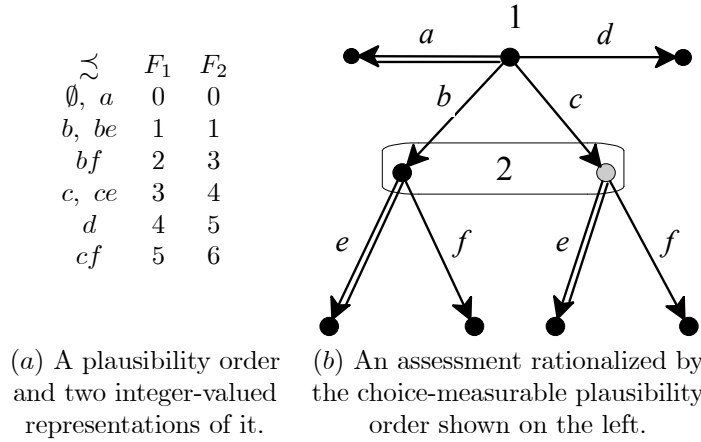 ≾ F₁ F₂
∅, a 0 0
b, be 1 1
bf 2 3
c, ce 3 4
d 4 5
cf 5 6
1
a d
b c
2
e f e f
(a) A plausibility order
and two integer-valued
representations of it.
(b) An assessment rationalized by
the choice-measurable plausibility
order shown on the left.